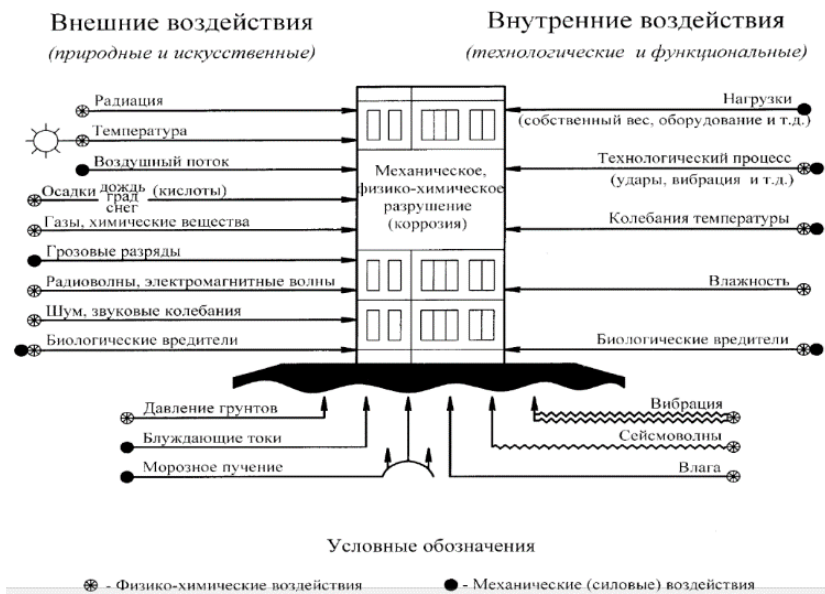 Внешние воздействия
(природные и искусственные)
Внутренние воздействия
(технологические и функциональные)
Радиация
Температура
Воздушный поток
Осадки дождь град снег (кислоты)
Газы, химические вещества
Грозовые разряды
Радиоволны, электромагнитные волны
Шум, звуковые колебания
Биологические вредители
Механическое,
физико-химическое
разрушение
(коррозия)
Нагрузки
(собственный вес, оборудование и т.д.)
Технологический процесс
(удары, вибрация и т.д.)
Колебания температуры
Влажность
Биологические вредители
Давление грунтов
Блуждающие токи
Морозное пучение
Вибрация
Сейсмоволны
Влага
Условные обозначения
- Физико-химические воздействия
- Механические (силовые) воздействия